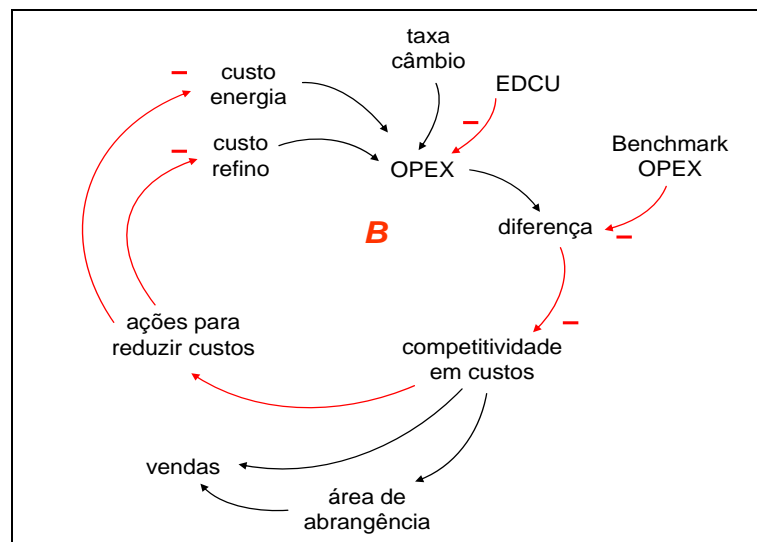 taxa
câmbio
–
custo
energia
EDCU
–
–
custo
refino
OPEX
Benchmark
OPEX
B
diferença
–
ações para
reduzir custos
–
competitividade
em custos
vendas
área de
abrangência